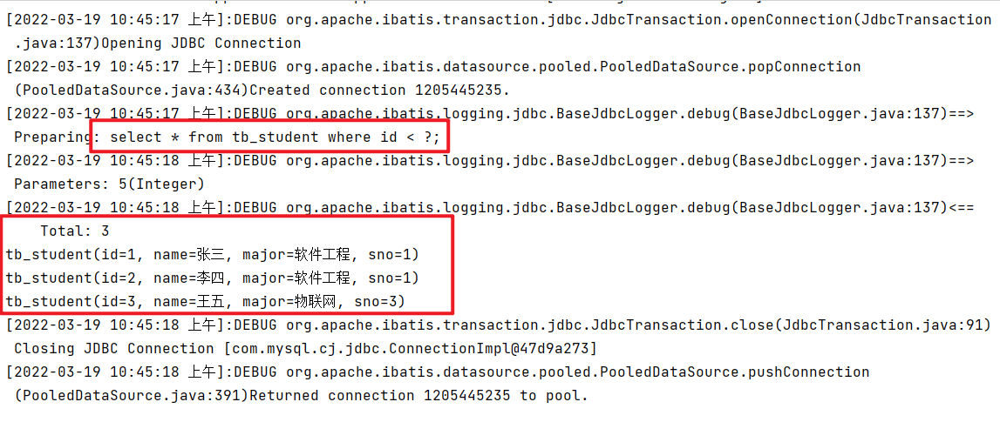 [2022-03-19 10:45:17 上午]:DEBUG org.apache.ibatis.transaction.jdbc.JdbcTransaction.openConnection(JdbcTransaction
.java:137)Opening JDBC Connection
[2022-03-19 10:45:17 上午]:DEBUG org.apache.ibatis.datasource.pooled.PooledDataSource.popConnection
(PooledDataSource.java:434)Created connection 1205445235.
[2022-03-19 10:45:17 上午]:DEBUG org.apache.ibatis.logging.jdbc.BaseJdbcLogger.debug(BaseJdbcLogger.java:137)==>
Preparing: select * from tb_student where id < ?;
[2022-03-19 10:45:18 上午]:DEBUG org.apache.ibatis.logging.jdbc.BaseJdbcLogger.debug(BaseJdbcLogger.java:137)==>
Parameters: 5(Integer)
[2022-03-19 10:45:18 上午]:DEBUG org.apache.ibatis.logging.jdbc.BaseJdbcLogger.debug(BaseJdbcLogger.java:137)<==
Total: 3
tb_student(id=1, name=张三, major=软件工程, sno=1)
tb_student(id=2, name=李四, major=软件工程, sno=1)
tb_student(id=3, name=王五, major=物联网, sno=3)
[2022-03-19 10:45:18 上午]:DEBUG org.apache.ibatis.transaction.jdbc.JdbcTransaction.close(JdbcTransaction.java:91)
Closing JDBC Connection [com.mysql.cj.jdbc.ConnectionImpl@47d9a273]
[2022-03-19 10:45:18 上午]:DEBUG org.apache.ibatis.datasource.pooled.PooledDataSource.pushConnection
(PooledDataSource.java:391)Returned connection 1205445235 to pool.